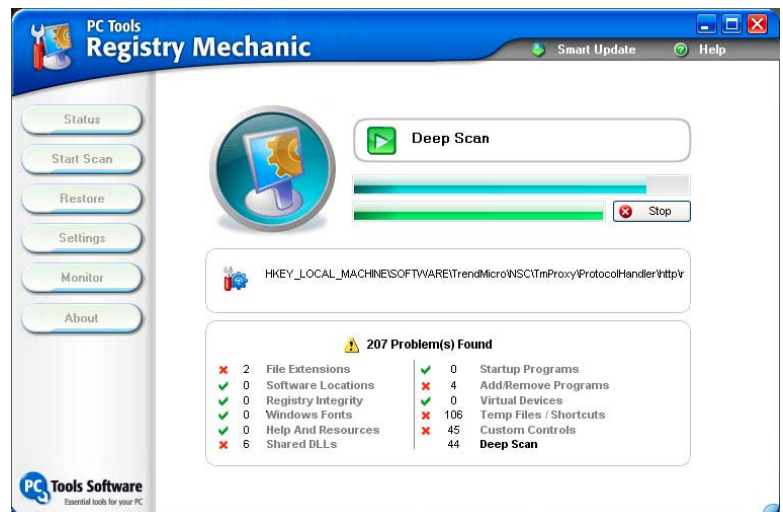 PC Tools
Registry Mechanic
Smart Update
Help
Status
Start Scan
Restore
Settings
Monitor
About
Deep Scan
Stop
HKEY_LOCAL_MACHINE\SOFTWARE\TrendMicro\NSC\TmProxy\ProtocolHandler\http\r
207 Problem(s) Found
2 File Extensions
0 Software Locations
0 Registry Integrity
0 Windows Fonts
0 Help And Resources
6 Shared DLLs
0 Startup Programs
4 Add/Remove Programs
0 Virtual Devices
106 Temp Files / Shortcuts
45 Custom Controls
44 Deep Scan
PC Tools Software
Essential tools for your PC